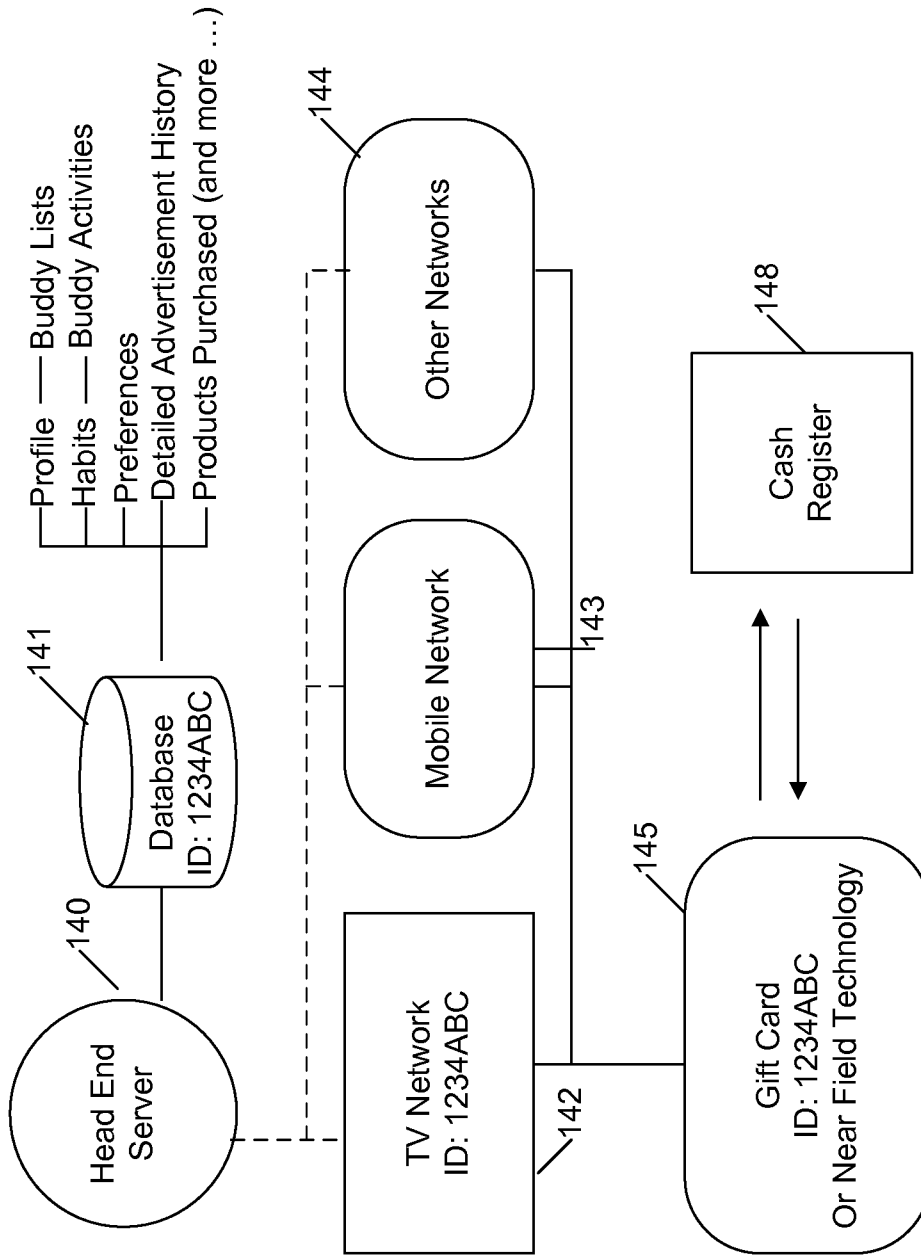 140
Head End
Server
141
Database
ID: 1234ABC
Profile
Buddy Lists
Habits
Buddy Activities
Preferences
Detailed Advertisement History
Products Purchased (and more ...)
TV Network
ID: 1234ABC
142
Mobile Network
143
Other Networks
144
Gift Card
ID: 1234ABC
Or Near Field Technology
145
Cash
Register
148